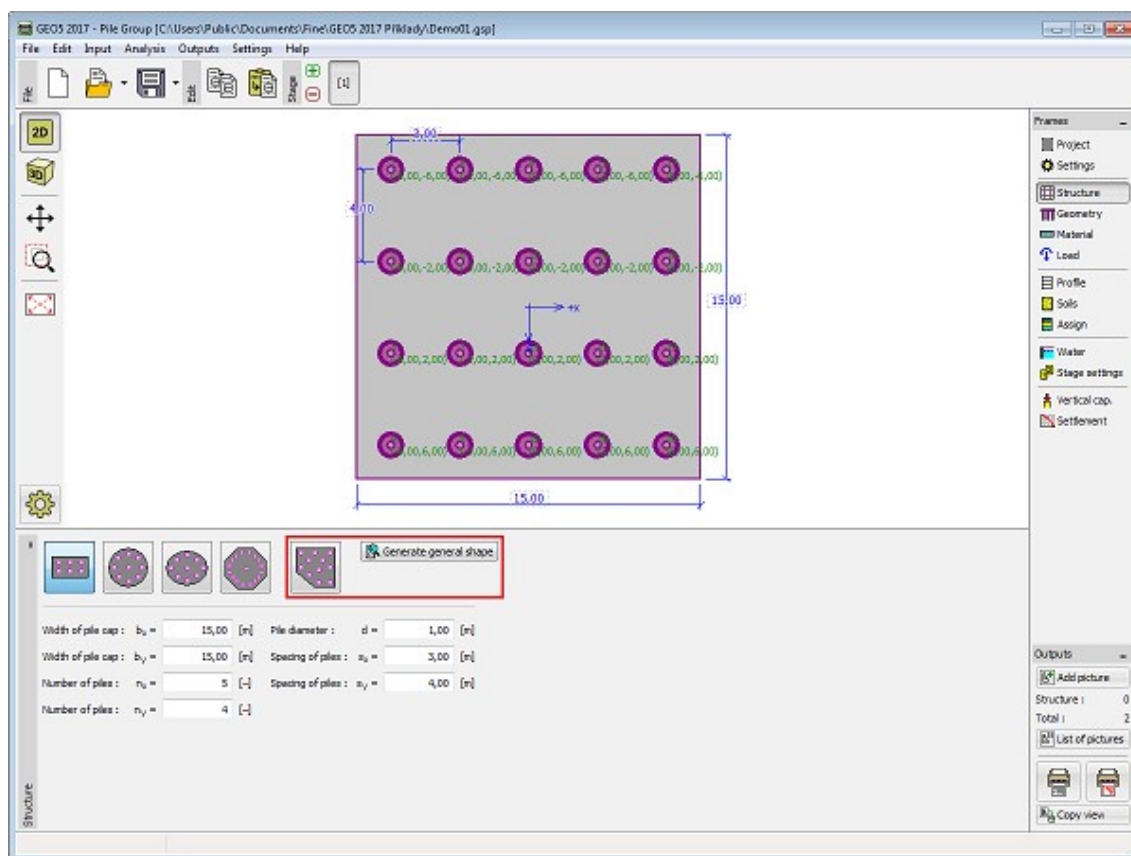 GEO5 2017 - Pile Group [C:\Users\Public\Documents\Fine\GEO5 2017 Příklady\Demo01.gsp]
File Edit Input Analysis Outputs Settings Help
File
Edit
Stage
[1]
2D
3D
3,00
4,00
+x
15,00
15,00
Frames
Project
Settings
Structure
Geometry
Material
Load
Profile
Soils
Assign
Water
Stage settings
Vertical cap.
Settlement
Generate general shape
Width of pile cap : bx = 15,00 [m] Pile diameter : d = 1,00 [m]
Width of pile cap : by = 15,00 [m] Spacing of piles : sx = 3,00 [m]
Number of piles : nx = 5 [–] Spacing of piles : sy = 4,00 [m]
Number of piles : ny = 4 [–]
Structure
Outputs
Add picture
Structure : 0
Total : 2
List of pictures
Copy view